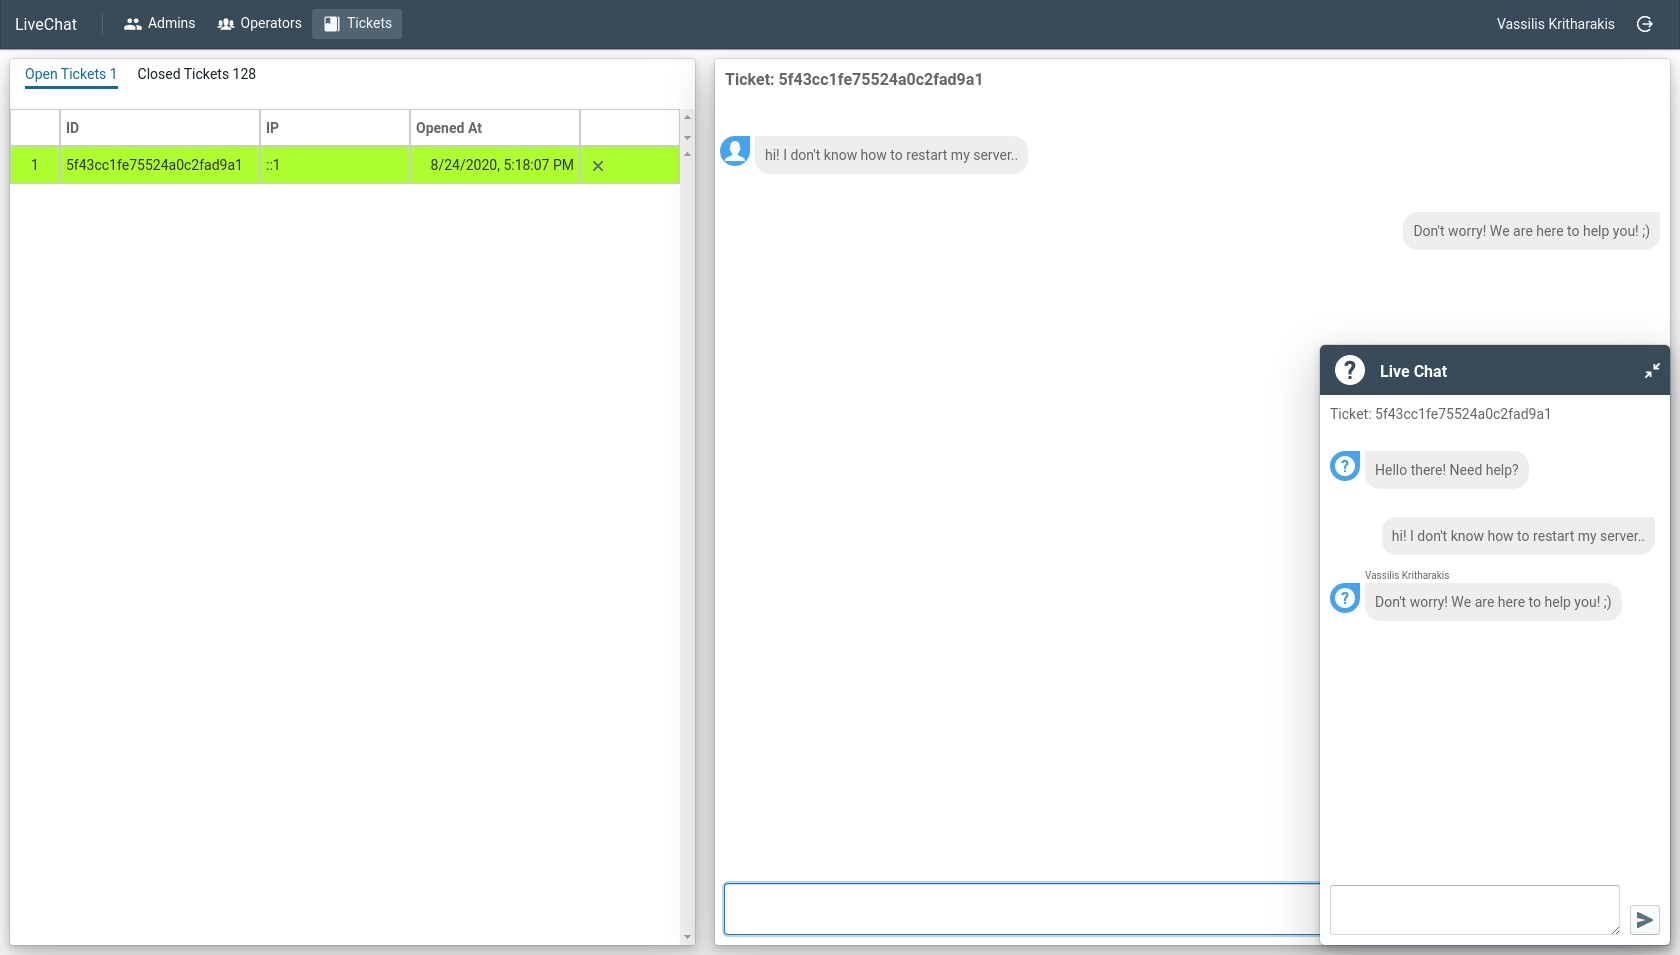 LiveChat
Admins
Operators
Tickets
Vassilis Kritharakis
Open Tickets 1
Closed Tickets 128
ID IP Opened At
1 5f43cc1fe75524a0c2fad9a1 ::1 8/24/2020, 5:18:07 PM
Ticket: 5f43cc1fe75524a0c2fad9a1
hi! I don't know how to restart my server..
Don't worry! We are here to help you! ;)
? Live Chat
Ticket: 5f43cc1fe75524a0c2fad9a1
? Hello there! Need help?
hi! I don't know how to restart my server..
Vassilis Kritharakis
? Don't worry! We are here to help you! ;)